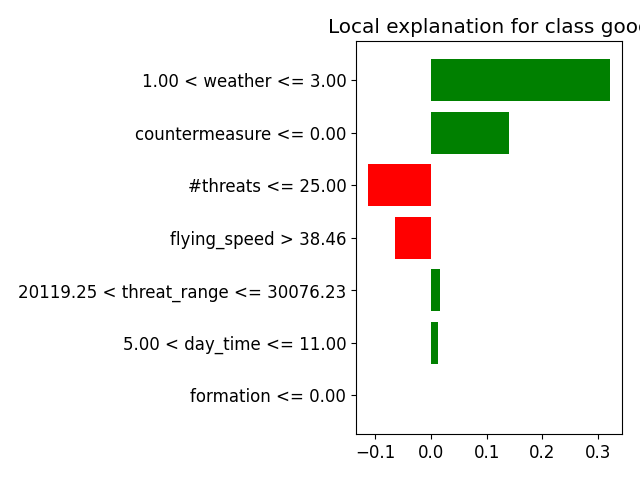 Local explanation for class good
1.00 < weather <= 3.00
countermeasure <= 0.00
#threats <= 25.00
flying_speed > 38.46
20119.25 < threat_range <= 30076.23
5.00 < day_time <= 11.00
formation <= 0.00
−0.1 0.0 0.1 0.2 0.3